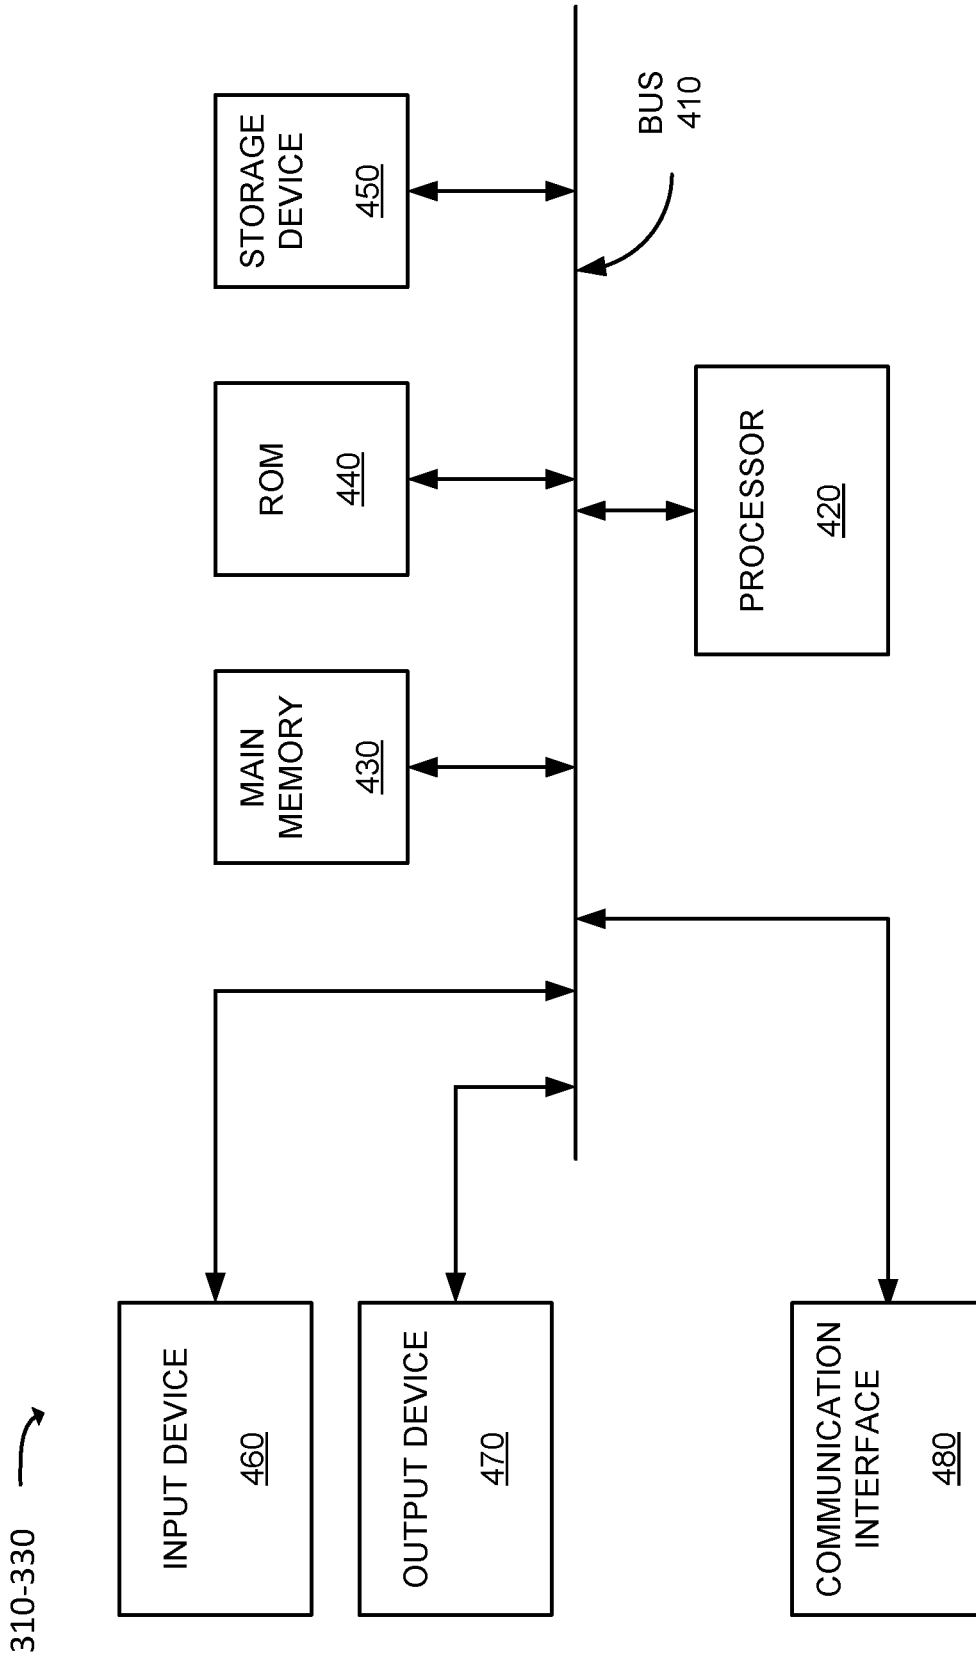 310-330
INPUT DEVICE
460
OUTPUT DEVICE
470
COMMUNICATION
INTERFACE
480
MAIN
MEMORY
430
ROM
440
STORAGE
DEVICE
450
PROCESSOR
420
BUS
410